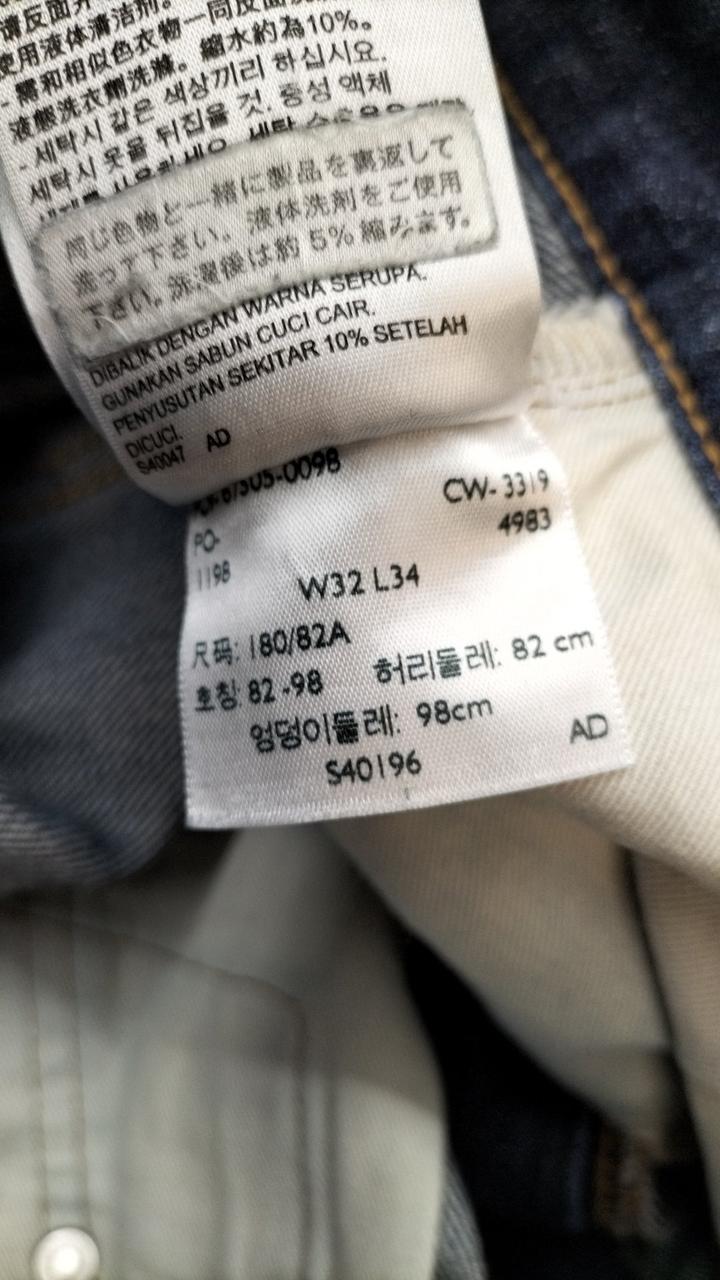 使用液体清洁剂。
- 需和相似色衣物一同反面洗
液態洗衣精洗滌。縮水約為10%。
- 세탁시 같은 색상끼리 하십시요.
세탁시 옷을 뒤집을 것. 중성 액체
同じ色物と一緒に製品を裏返して
洗って下さい。液体洗剤をご使用
下さい。洗濯後は約 5% 縮みます。
DIBALIK DENGAN WARNA SERUPA.
GUNAKAN SABUN CUCI CAIR.
PENYUSUTAN SEKITAR 10% SETELAH
DICUCI.
S40047 AD
CW- 3319
PO-
4983
1198
W32 L34
尺码: 180/82A
호칭: 82 -98 허리둘레: 82 cm
엉덩이둘레: 98cm
S40196
AD